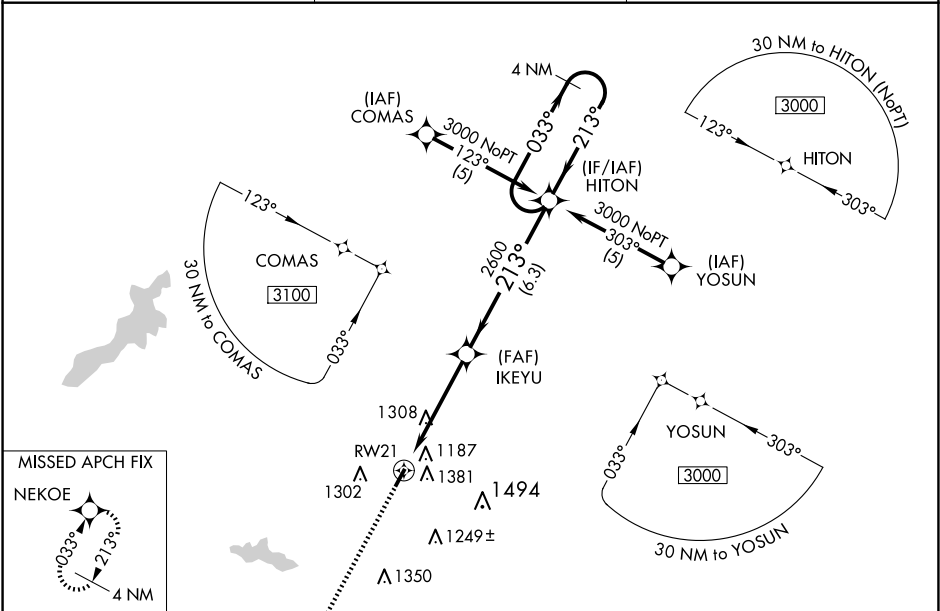 30 NM to HITON (NoPT)
3000
123°
HITON
303°
4 NM
033°
213°
(IAF)
COMAS
3000 NoPT
123°
(5)
(IF/IAF)
HITON
3000 NoPT
303°
(5)
(IAF)
YOSUN
123°
COMAS
3100
033°
30 NM to COMAS
2600
213°
(6.3)
(FAF)
IKEYU
1308
RW21
1187
1302
1381
1494
1249±
1350
YOSUN
033°
303°
3000
30 NM to YOSUN
MISSED APCH FIX
NEKOE
033°
213°
4 NM